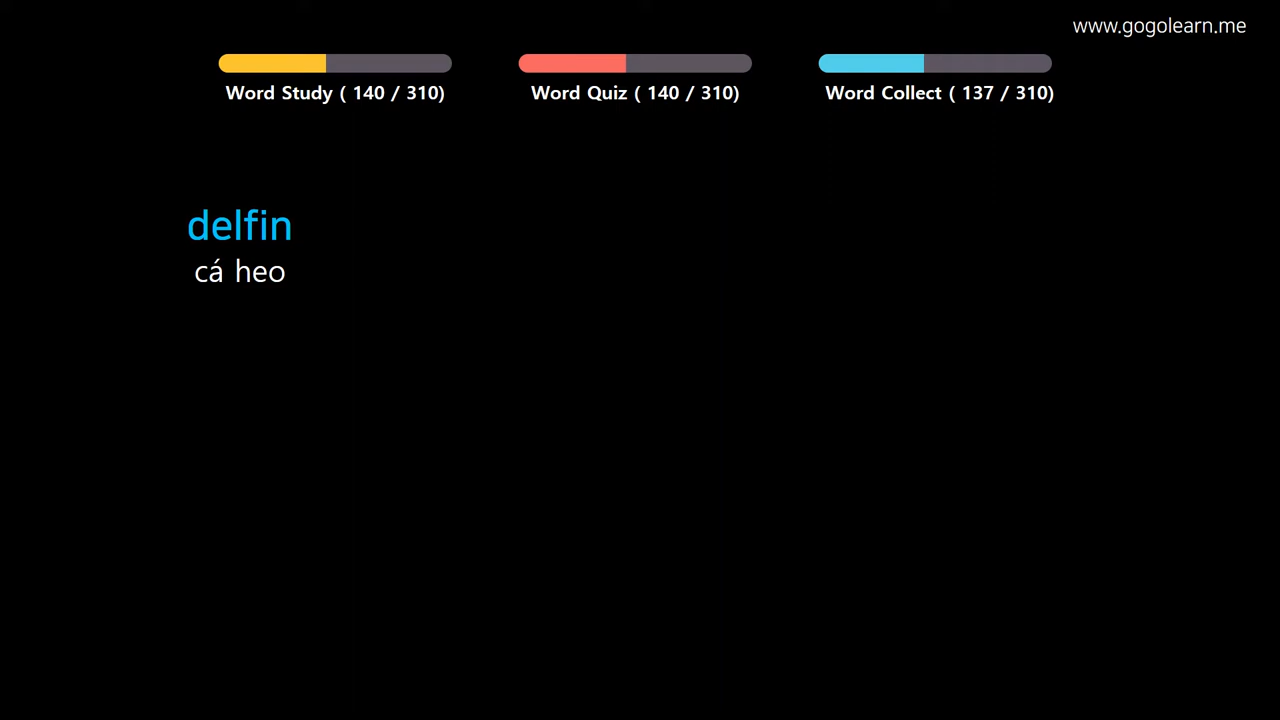 www.gogolearn.me
Word Study ( 140 / 310)
Word Quiz ( 140 / 310)
Word Collect ( 137 / 310)
delfin
cá heo